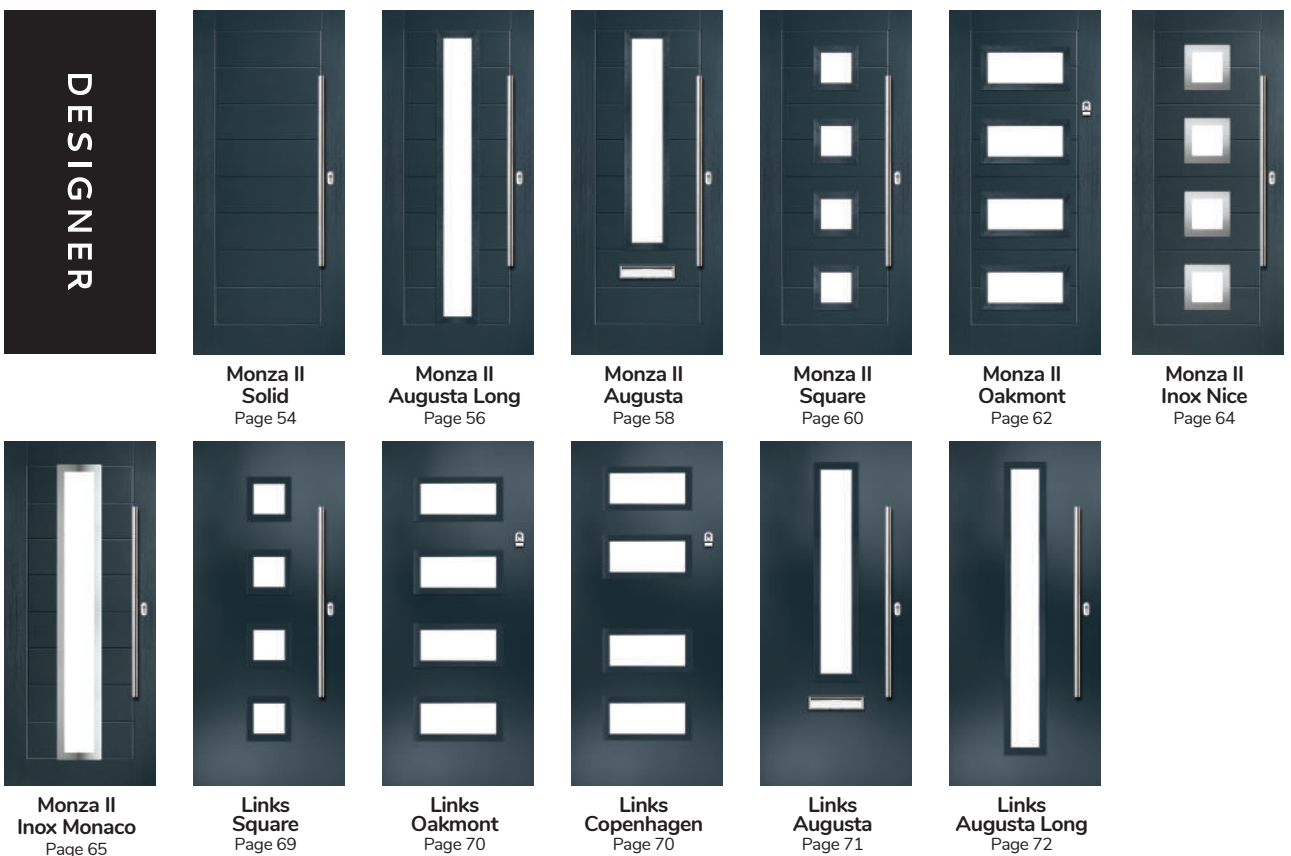 DESIGNER
Monza II
Solid
Page 54
Monza II
Augusta Long
Page 56
Monza II
Augusta
Page 58
Monza II
Square
Page 60
Monza II
Oakmont
Page 62
Monza II
Inox Nice
Page 64
Monza II
Inox Monaco
Page 65
Links
Square
Page 69
Links
Oakmont
Page 70
Links
Copenhagen
Page 70
Links
Augusta
Page 71
Links
Augusta Long
Page 72